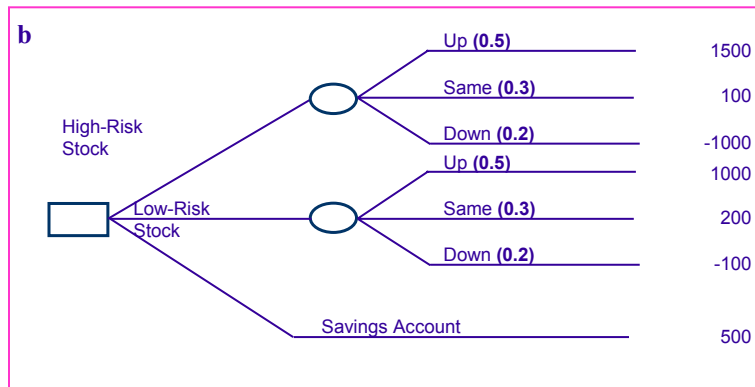 b
Up (0.5) 1500
Same (0.3) 100
High-Risk
Stock
Down (0.2) -1000
Up (0.5) 1000
Low-Risk
Stock
Same (0.3) 200
Down (0.2) -100
Savings Account 500